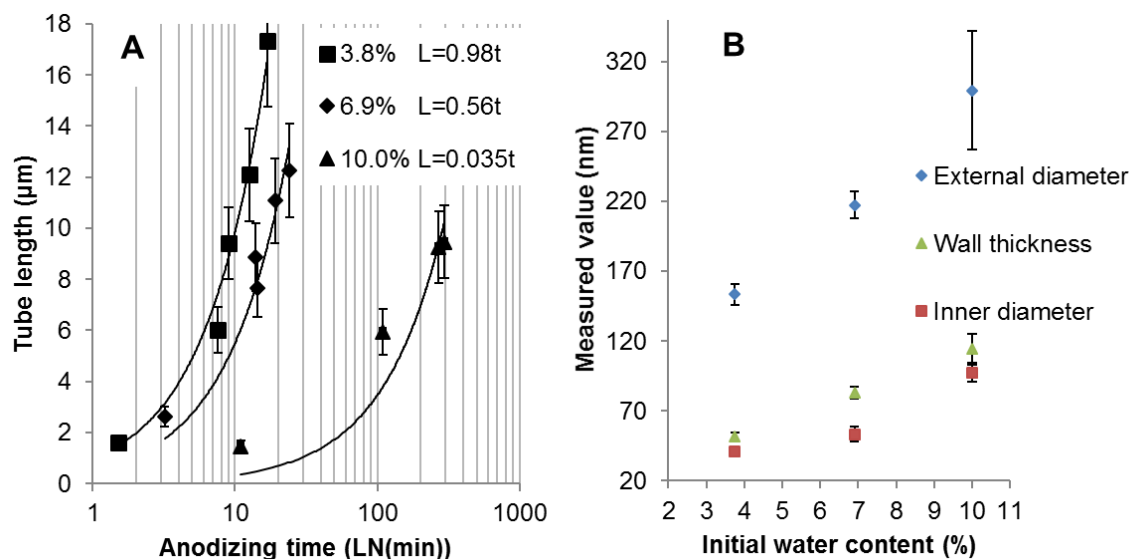 A
3.8% L=0.98t
6.9% L=0.56t
10.0% L=0.035t
18
16
14
12
10
8
6
4
2
0
Tube length (µm)
1 10 100 1000
Anodizing time (LN(min))
B
320
270
220
170
120
70
20
Measured value (nm)
External diameter
Wall thickness
Inner diameter
2 3 4 5 6 7 8 9 10 11
Initial water content (%)